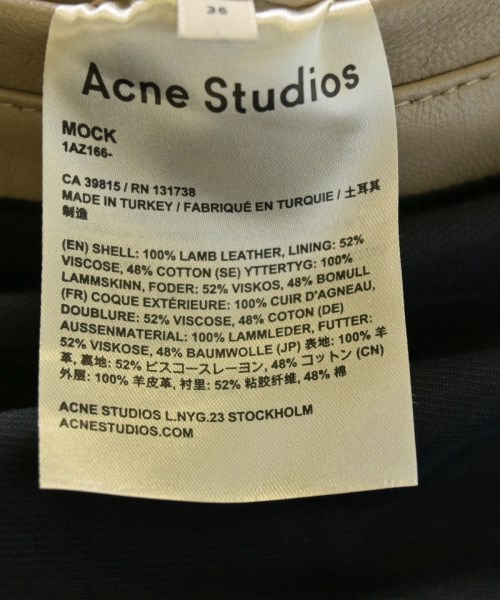 36
Acne Studios
MOCK
1AZ166-
CA 39815 / RN 131738
MADE IN TURKEY / FABRIQUÉ EN TURQUIE / 土耳其
制造
(EN) SHELL: 100% LAMB LEATHER, LINING: 52%
VISCOSE, 48% COTTON (SE) YTTERTYG: 100%
LAMMSKINN, FODER: 52% VISKOS, 48% BOMULL
(FR) COQUE EXTÉRIEURE: 100% CUIR D'AGNEAU,
DOUBLURE: 52% VISCOSE, 48% COTON (DE)
AUSSENMATERIAL: 100% LAMMLEDER, FUTTER:
52% VISKOSE, 48% BAUMWOLLE (JP) 表地: 100% 羊
革, 裏地: 52% ビスコースレーヨン, 48% コットン (CN)
外层: 100% 羊皮革, 衬里: 52% 粘胶纤维, 48% 棉
ACNE STUDIOS L.NYG.23 STOCKHOLM
ACNESTUDIOS.COM